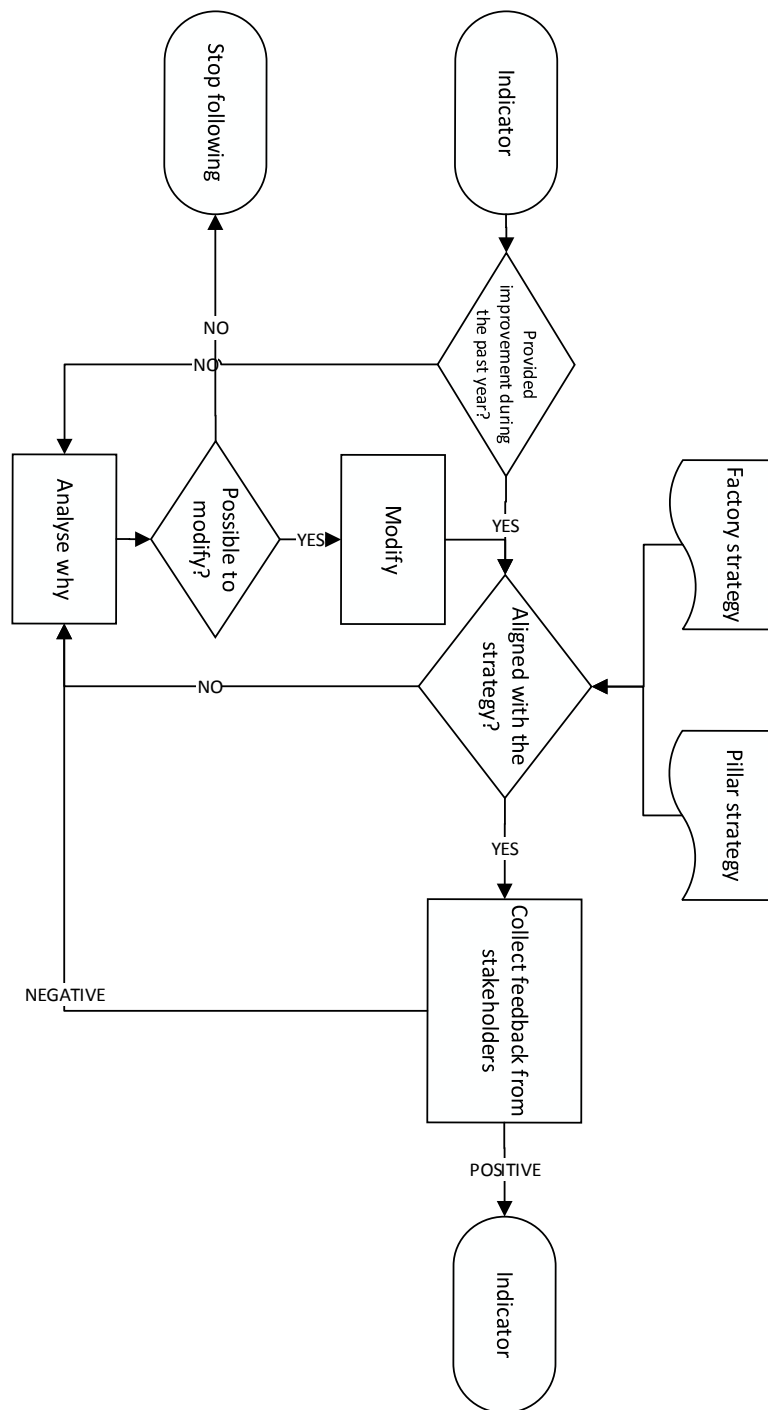 Factory strategy
Pillar strategy
Indicator
Provided
improvement during
the past year?
YES
Aligned with the
strategy?
YES
Collect feedback from
stakeholders
POSITIVE
Indicator
NO
NO
Modify
YES
Possible to
modify?
NO
Stop following
Analyse why
NEGATIVE